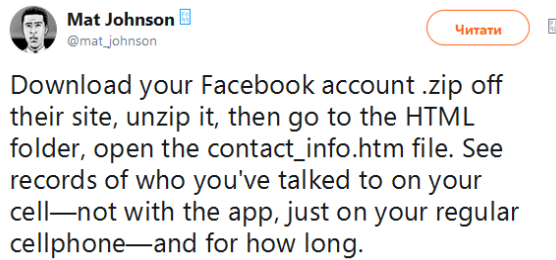 Mat Johnson
@mat_johnson
Читати
Download your Facebook account .zip off
their site, unzip it, then go to the HTML
folder, open the contact_info.htm file. See
records of who you've talked to on your
cell—not with the app, just on your regular
cellphone—and for how long.